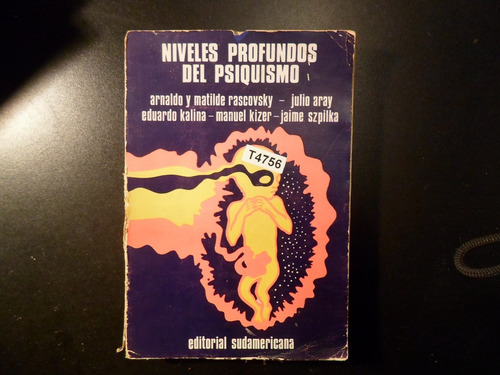 NIVELES PROFUNDOS
DEL PSIQUISMO
arnaldo y matilde rascovsky - julio aray
eduardo kalina - manuel kizer - jaime szpilka
T4756
editorial sudamericana